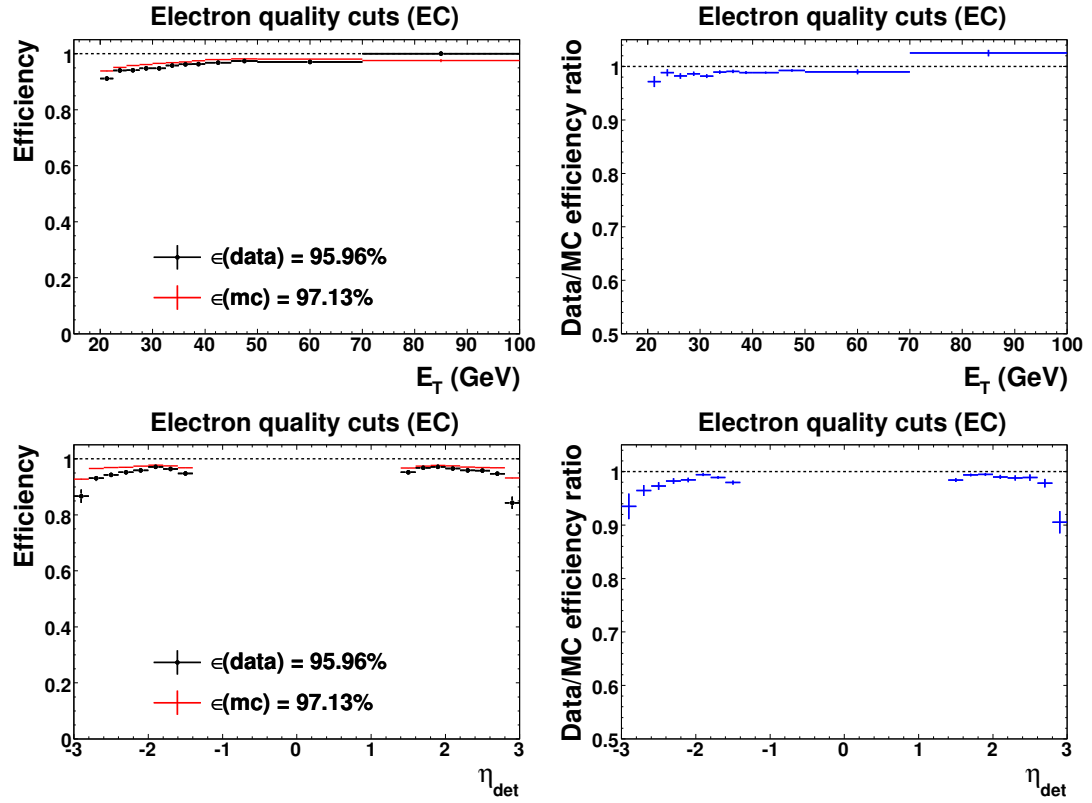 Electron quality cuts (EC)
Efficiency
1
0.8
0.6
0.4
0.2
0
ϵ(data) = 95.96%
ϵ(mc) = 97.13%
20 30 40 50 60 70 80 90 100
E_T (GeV)
Electron quality cuts (EC)
Data/MC efficiency ratio
1
0.9
0.8
0.7
0.6
0.5
20 30 40 50 60 70 80 90 100
E_T (GeV)
Electron quality cuts (EC)
Efficiency
1
0.8
0.6
0.4
0.2
0
ϵ(data) = 95.96%
ϵ(mc) = 97.13%
-3 -2 -1 0 1 2 3
η_det
Electron quality cuts (EC)
Data/MC efficiency ratio
1
0.9
0.8
0.7
0.6
0.5
-3 -2 -1 0 1 2 3
η_det